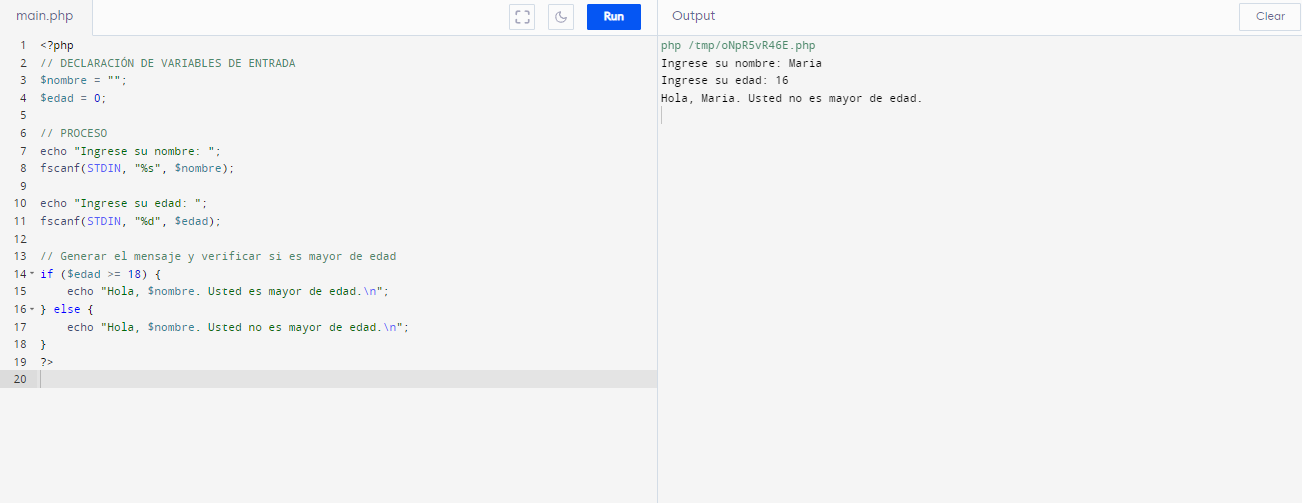 main.php
Run
Output
Clear
1 <?php
2 // DECLARACIÓN DE VARIABLES DE ENTRADA
3 $nombre = "";
4 $edad = 0;
5
6 // PROCESO
7 echo "Ingrese su nombre: ";
8 fscanf(STDIN, "%s", $nombre);
9
10 echo "Ingrese su edad: ";
11 fscanf(STDIN, "%d", $edad);
12
13 // Generar el mensaje y verificar si es mayor de edad
14 if ($edad >= 18) {
15     echo "Hola, $nombre. Usted es mayor de edad.\n";
16 } else {
17     echo "Hola, $nombre. Usted no es mayor de edad.\n";
18 }
19 ?>
20
php /tmp/oNpR5vR46E.php
Ingrese su nombre: Maria
Ingrese su edad: 16
Hola, Maria. Usted no es mayor de edad.